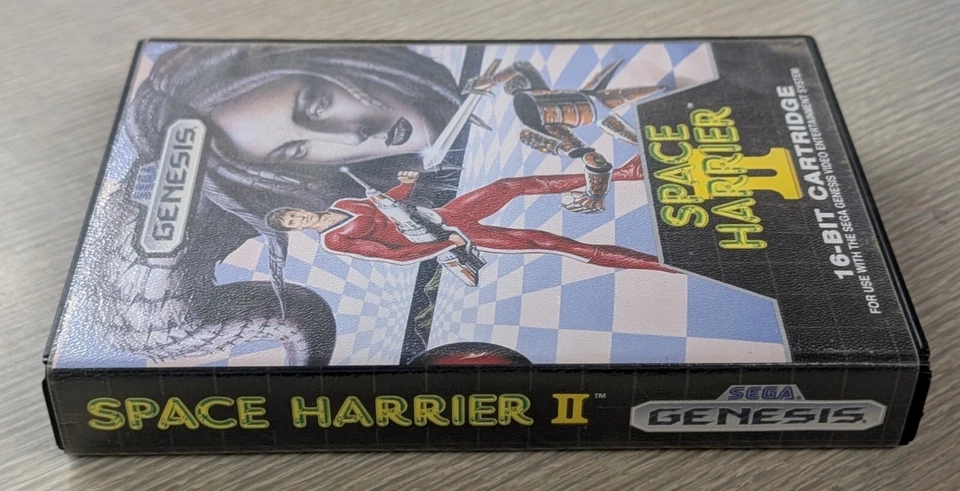 SEGA
GENESIS
SPACE
HARRIER™
II
16-BIT CARTRIDGE
FOR USE WITH THE SEGA GENESIS VIDEO ENTERTAINMENT SYSTEM
SPACE HARRIER II™
SEGA®
GENESIS®